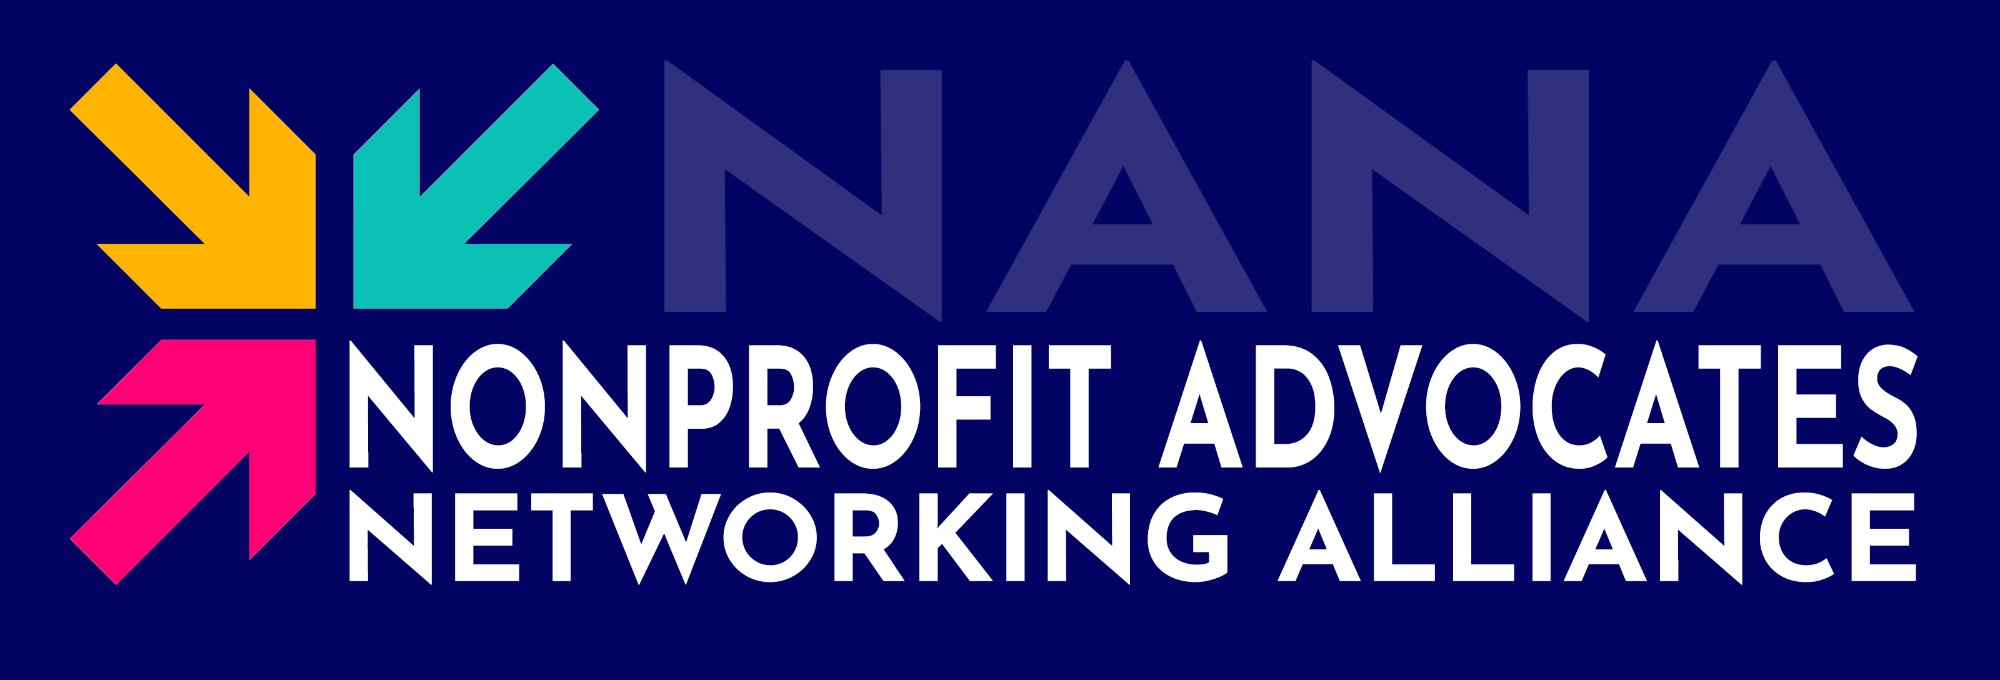 NANA
NONPROFIT ADVOCATES
NETWORKING ALLIANCE